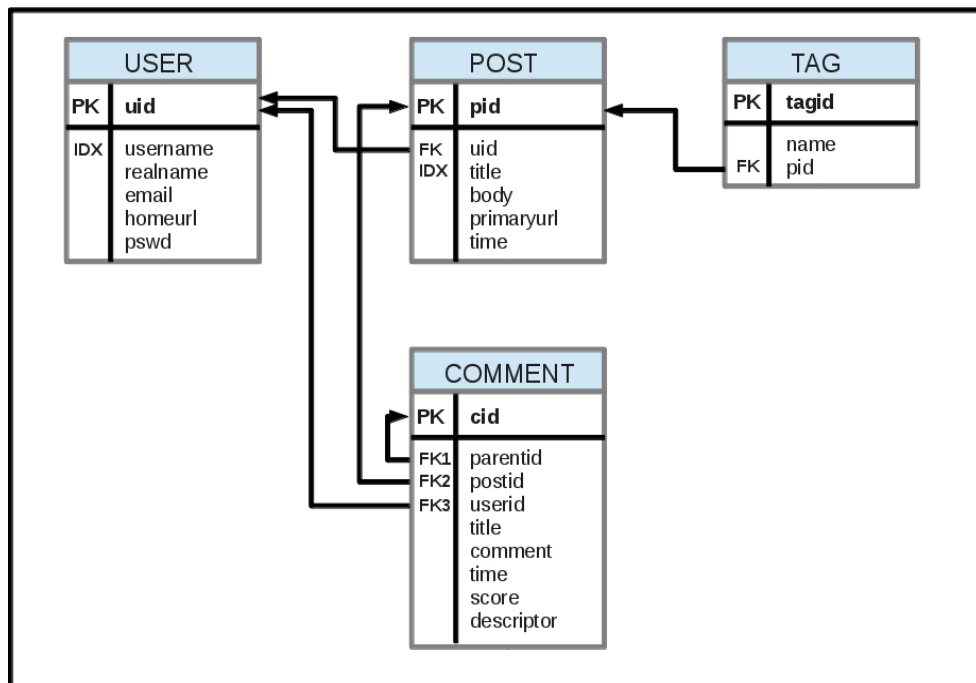 USER
PK uid
IDX username
realname
email
homeurl
pswd
POST
PK pid
FK uid
IDX title
body
primaryurl
time
TAG
PK tagid
name
FK pid
COMMENT
PK cid
FK1 parentid
FK2 postid
FK3 userid
title
comment
time
score
descriptor